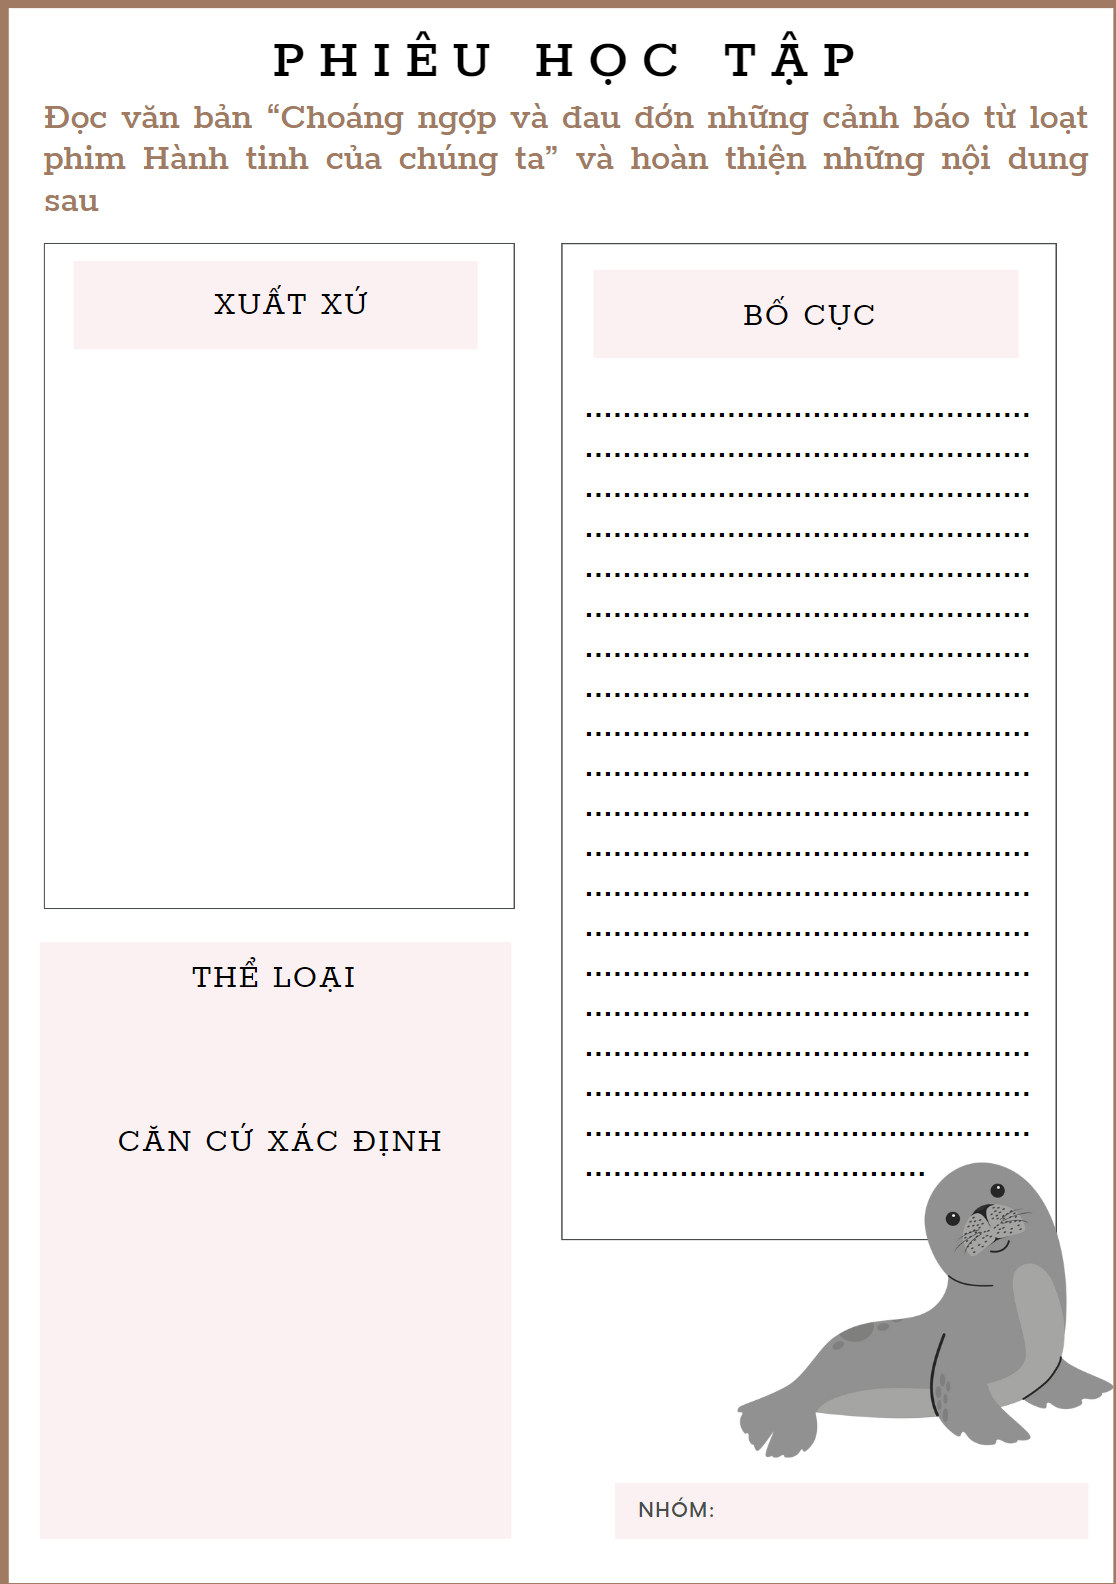 PHIÊU HỌC TẬP
Đọc văn bản “Choáng ngợp và đau đớn những cảnh báo từ loạt
phim Hành tinh của chúng ta” và hoàn thiện những nội dung
sau
XUẤT XỨ
BỐ CỤC
THỂ LOẠI
CĂN CỨ XÁC ĐỊNH
NHÓM: